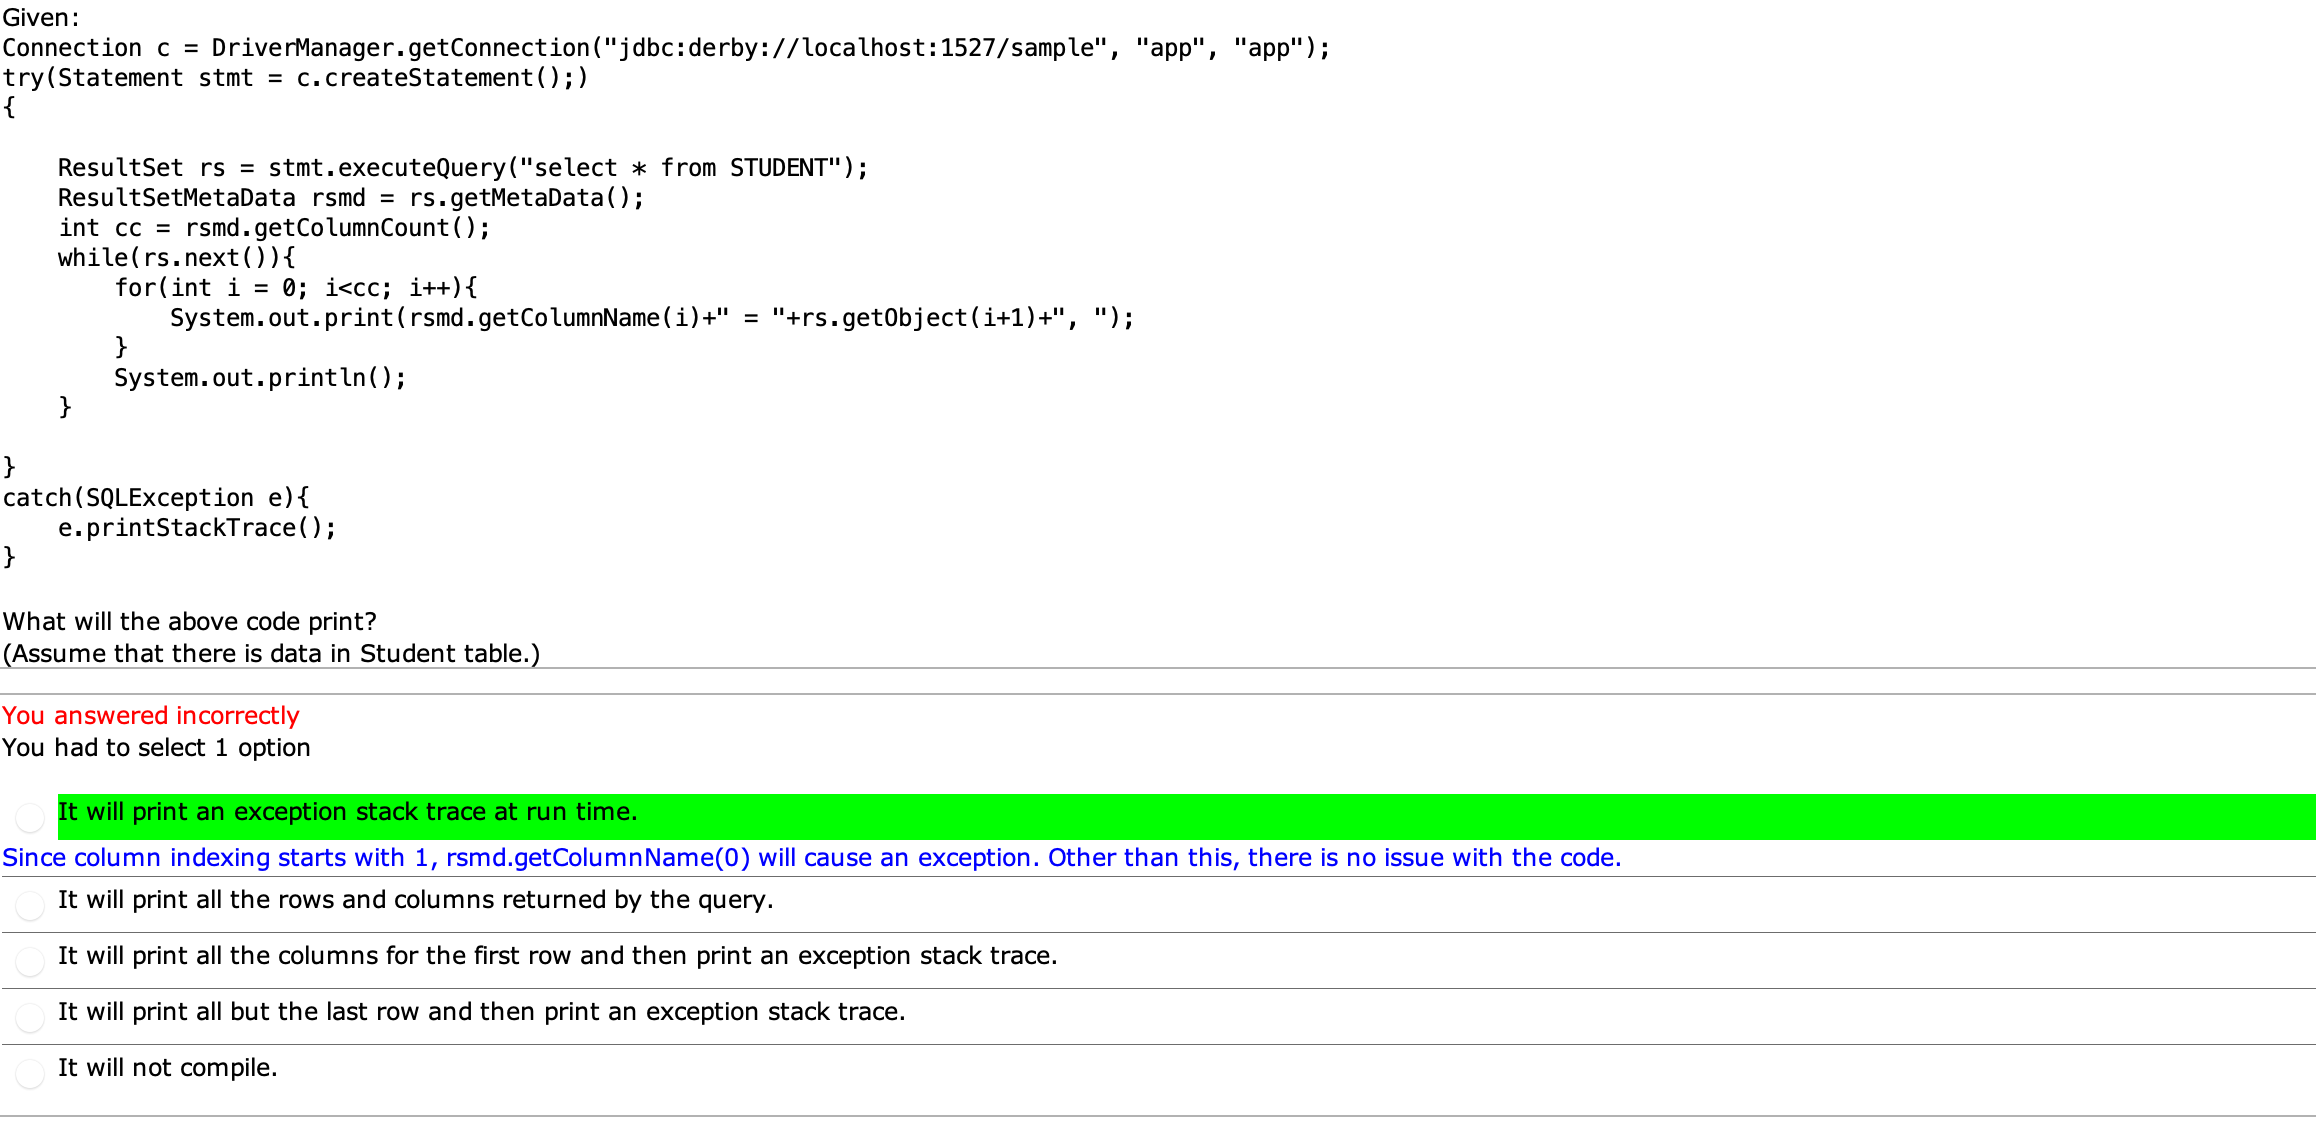 Given:
Connection c = DriverManager.getConnection("jdbc:derby://localhost:1527/sample", "app", "app");
try(Statement stmt = c.createStatement();)
{
    ResultSet rs = stmt.executeQuery("select * from STUDENT");
    ResultSetMetaData rsmd = rs.getMetaData();
    int cc = rsmd.getColumnCount();
    while(rs.next()){
        for(int i = 0; i<cc; i++){
            System.out.print(rsmd.getColumnName(i)+" = "+rs.getObject(i+1)+", ");
        }
        System.out.println();
    }
}
catch(SQLException e){
    e.printStackTrace();
}
What will the above code print?
(Assume that there is data in Student table.)
You answered incorrectly
You had to select 1 option
It will print an exception stack trace at run time.
Since column indexing starts with 1, rsmd.getColumnName(0) will cause an exception. Other than this, there is no issue with the code.
It will print all the rows and columns returned by the query.
It will print all the columns for the first row and then print an exception stack trace.
It will print all but the last row and then print an exception stack trace.
It will not compile.